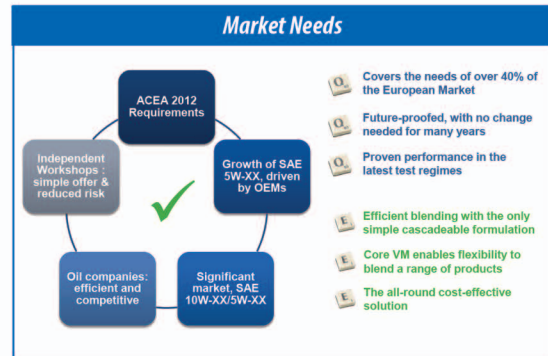 Market Needs
ACEA 2012
Requirements
Growth of SAE
5W-XX, driven
by OEMs
Significant
market, SAE
10W-XX/5W-XX
Oil companies:
efficient and
competitive
Independent
Workshops :
simple offer &
reduced risk
Q Covers the needs of over 40% of
the European Market
Q Future-proofed, with no change
needed for many years
Q Proven performance in the
latest test regimes
E Efficient blending with the only
simple cascadeable formulation
E Core VM enables flexibility to
blend a range of products
E The all-round cost-effective
solution